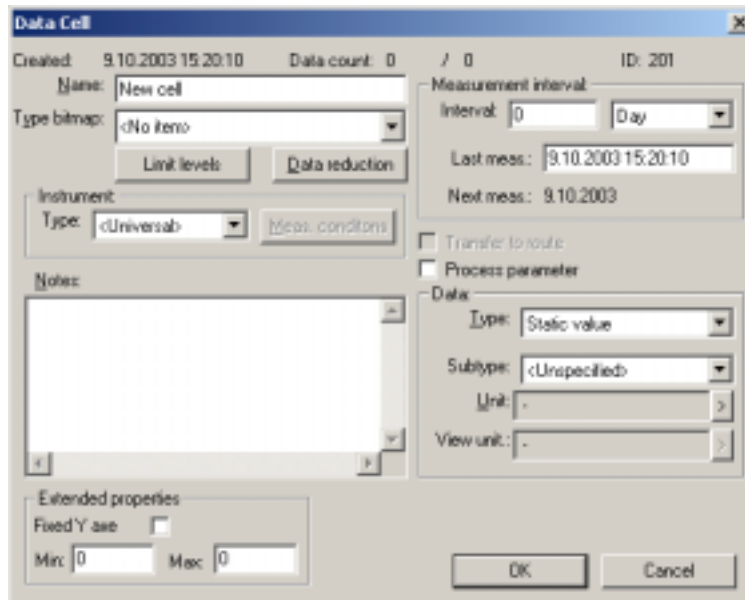 Data Cell
Created: 9.10.2003 15:20:10 Data count: 0 / 0 ID: 201
Name: New cell
Type bitmap: <No item>
Limit levels Data reduction
Instrument
Type: <Universal> Meas. conditons
Notes:
Extended properties
Fixed Y axe
Min: 0 Max: 0
Measurement interval:
Interval: 0 Day
Last meas.: 9.10.2003 15:20:10
Next meas.: 9.10.2003
Transfer to route
Process parameter
Data:
Type: Static value
Subtype: <Unspecified>
Unit: - >
View unit.: - >
OK Cancel